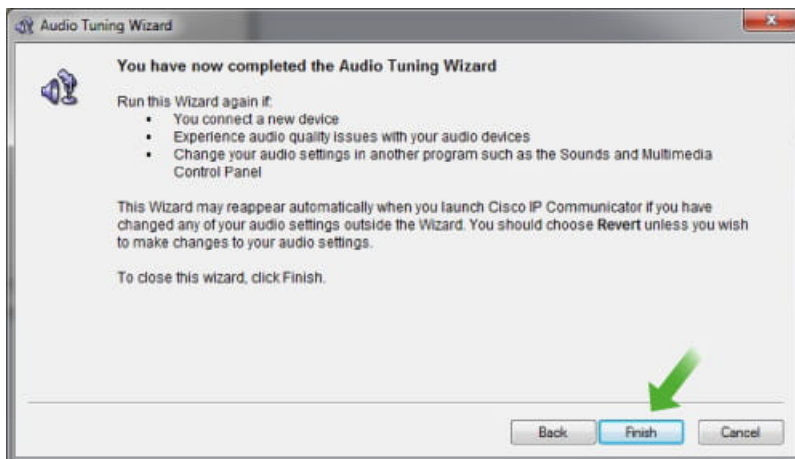 Audio Tuning Wizard
You have now completed the Audio Tuning Wizard
Run this Wizard again if:
• You connect a new device
• Experience audio quality issues with your audio devices
• Change your audio settings in another program such as the Sounds and Multimedia
Control Panel
This Wizard may reappear automatically when you launch Cisco IP Communicator if you have
changed any of your audio settings outside the Wizard. You should choose Revert unless you wish
to make changes to your audio settings.
To close this wizard, click Finish.
Back Finish Cancel